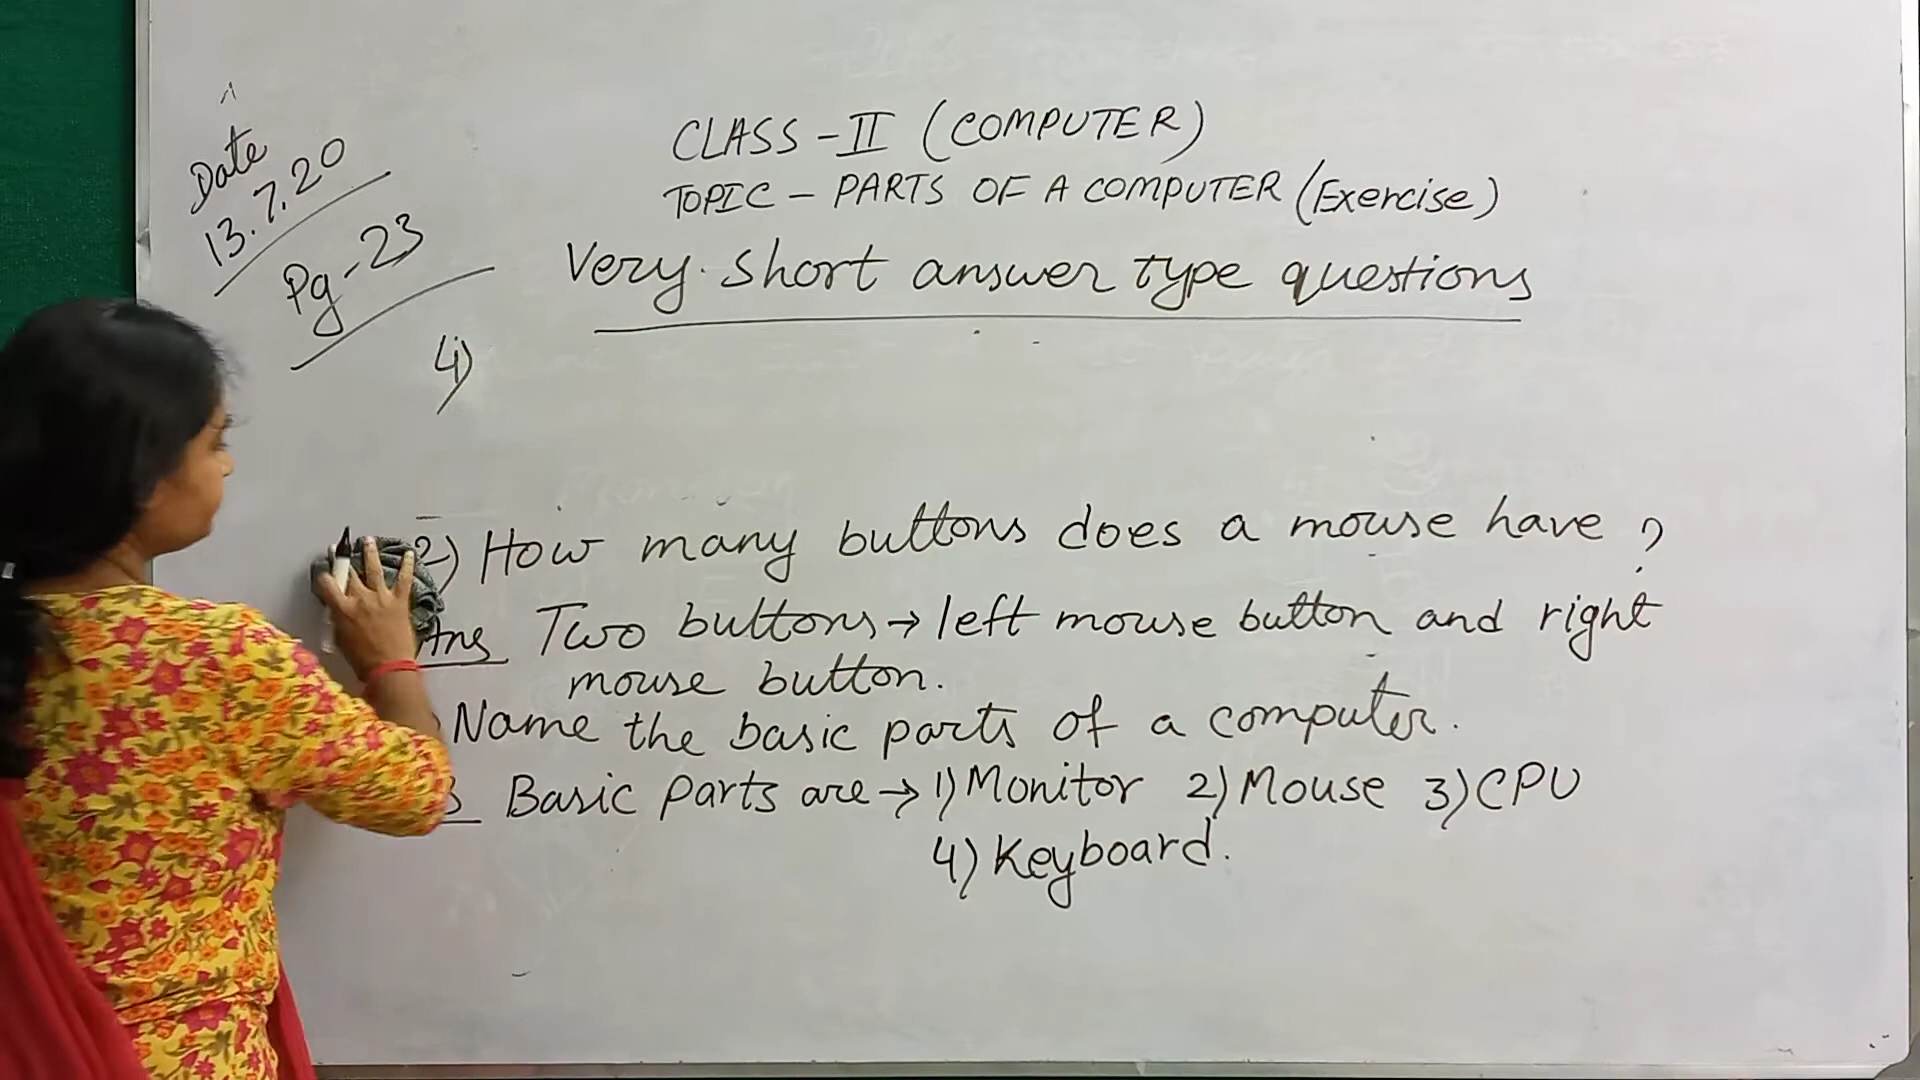 Date
13.7.20
Pg-23
CLASS-II (COMPUTER)
TOPIC - PARTS OF A COMPUTER (Exercise)
Very short answer type questions
4)
2) How many buttons does a mouse have ?
Ans Two buttons → left mouse button and right
mouse button.
Name the basic parts of a computer.
Basic Parts are → 1) Monitor 2) Mouse 3) CPU
4) Keyboard.